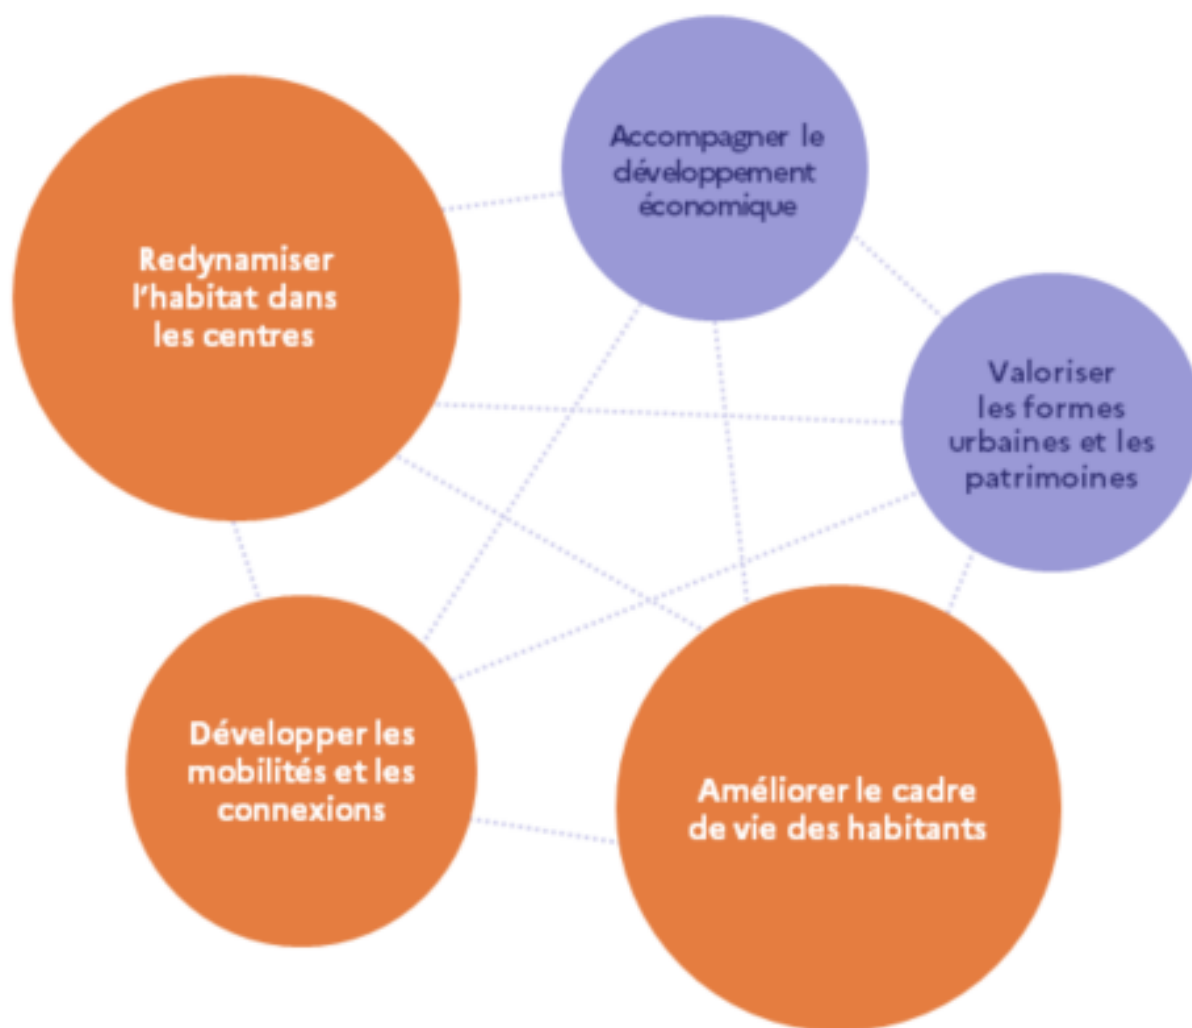 Accompagner le
développement
économique
Redynamiser
l'habitat dans
les centres
Valoriser
les formes
urbaines et les
patrimoines
Développer les
mobilités et les
connexions
Améliorer le cadre
de vie des habitants